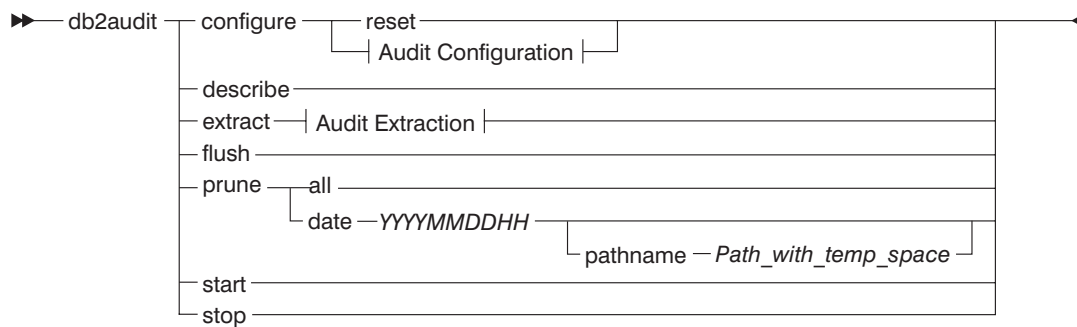 db2audit configure reset
Audit Configuration
describe
extract Audit Extraction
flush
prune all
date YYYYMMDDHH
pathname Path_with_temp_space
start
stop